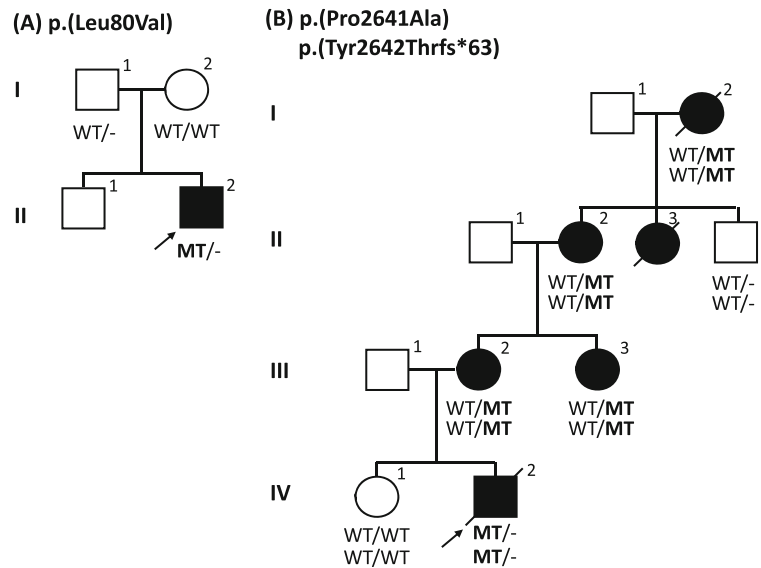 (A) p.(Leu80Val)
I
1
2
WT/-
WT/WT
II
1
2
MT/-
(B) p.(Pro2641Ala)
p.(Tyr2642Thrfs*63)
I
1
2
WT/MT
WT/MT
II
1
2
3
WT/MT
WT/MT
WT/-
WT/-
III
1
2
3
WT/MT
WT/MT
WT/MT
WT/MT
IV
1
2
WT/WT
WT/WT
MT/-
MT/-